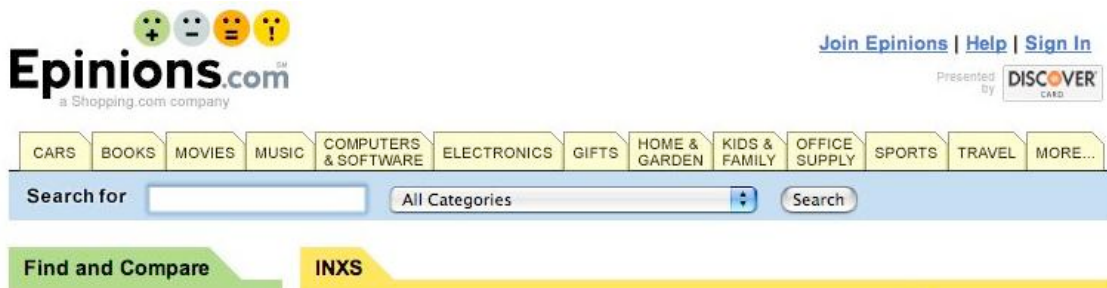 Epinions.com℠
a Shopping.com company
Join Epinions | Help | Sign In
Presented by DISCOVER CARD
CARS BOOKS MOVIES MUSIC COMPUTERS & SOFTWARE ELECTRONICS GIFTS HOME & GARDEN KIDS & FAMILY OFFICE SUPPLY SPORTS TRAVEL MORE...
Search for All Categories Search
Find and Compare INXS